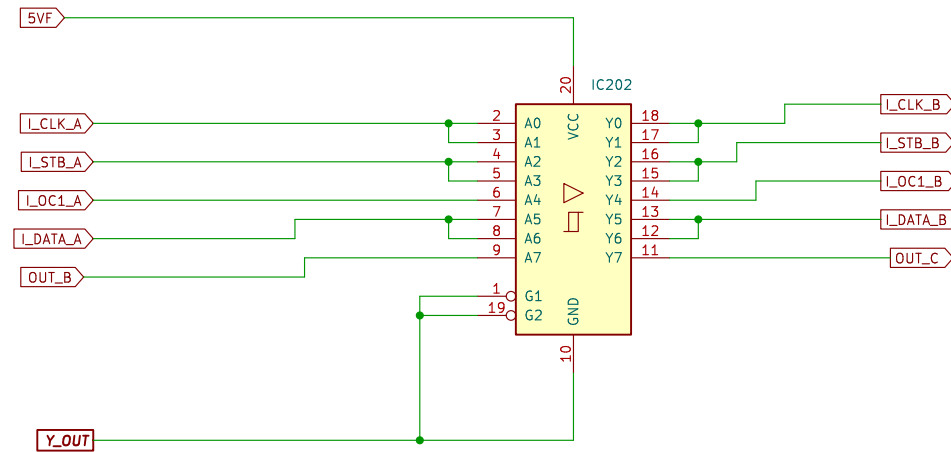 5VF
IC202
20
VCC
I_CLK_A
2 A0 Y0 18
I_CLK_B
3 A1 Y1 17
I_STB_A
4 A2 Y2 16
I_STB_B
5 A3 Y3 15
I_OC1_A
6 A4 Y4 14
I_OC1_B
7 A5 Y5 13
I_DATA_B
I_DATA_A
8 A6 Y6 12
9 A7 Y7 11
OUT_C
OUT_B
1 G1
19 G2
GND
10
Y_OUT